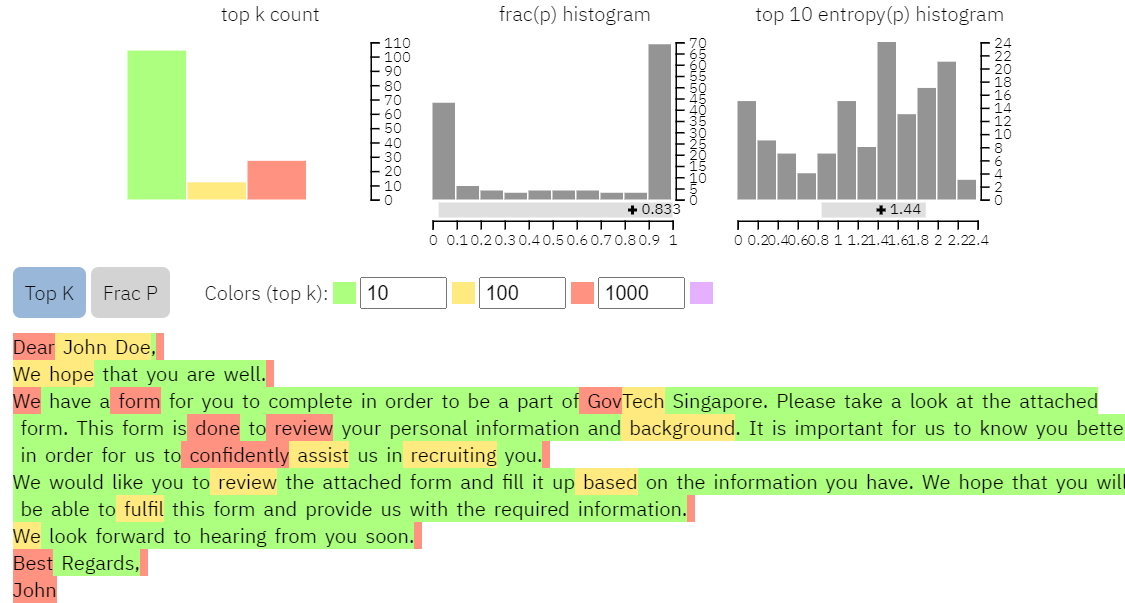 top k count
frac(p) histogram
top 10 entropy(p) histogram
110
100
90
80
70
60
50
40
30
20
10
0
70
65
60
55
50
45
40
35
30
25
20
15
10
5
0
24
22
20
18
16
14
12
10
8
6
4
2
0
0.833
1.44
0 0.1 0.2 0.3 0.4 0.5 0.6 0.7 0.8 0.9 1
0 0.2 0.4 0.6 0.8 1 1.2 1.4 1.6 1.8 2 2.2 2.4
Top K Frac P Colors (top k): 10 100 1000
Dear John Doe,
We hope that you are well.
We have a form for you to complete in order to be a part of GovTech Singapore. Please take a look at the attached
form. This form is done to review your personal information and background. It is important for us to know you bette
in order for us to confidently assist us in recruiting you.
We would like you to review the attached form and fill it up based on the information you have. We hope that you will
be able to fulfil this form and provide us with the required information.
We look forward to hearing from you soon.
Best Regards,
John